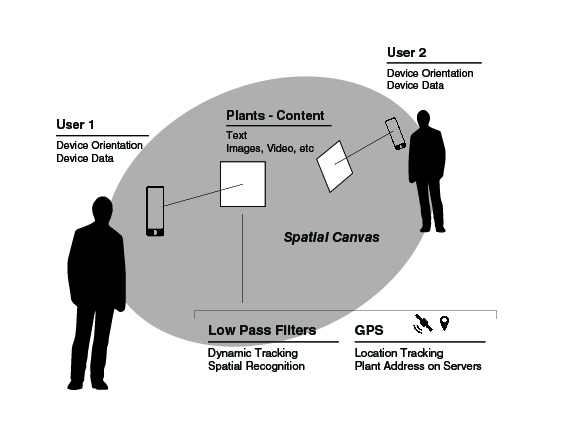 User 2
Device Orientation
Device Data
Plants - Content
Text
Images, Video, etc
User 1
Device Orientation
Device Data
Spatial Canvas
Low Pass Filters
Dynamic Tracking
Spatial Recognition
GPS
Location Tracking
Plant Address on Servers